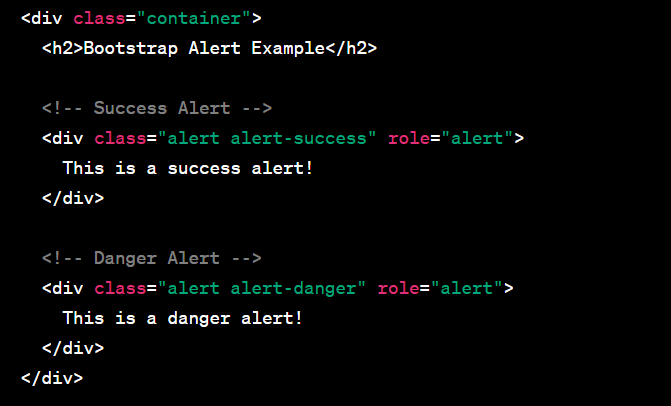 <div class="container">
  <h2>Bootstrap Alert Example</h2>

  <!-- Success Alert -->
  <div class="alert alert-success" role="alert">
    This is a success alert!
  </div>

  <!-- Danger Alert -->
  <div class="alert alert-danger" role="alert">
    This is a danger alert!
  </div>
</div>